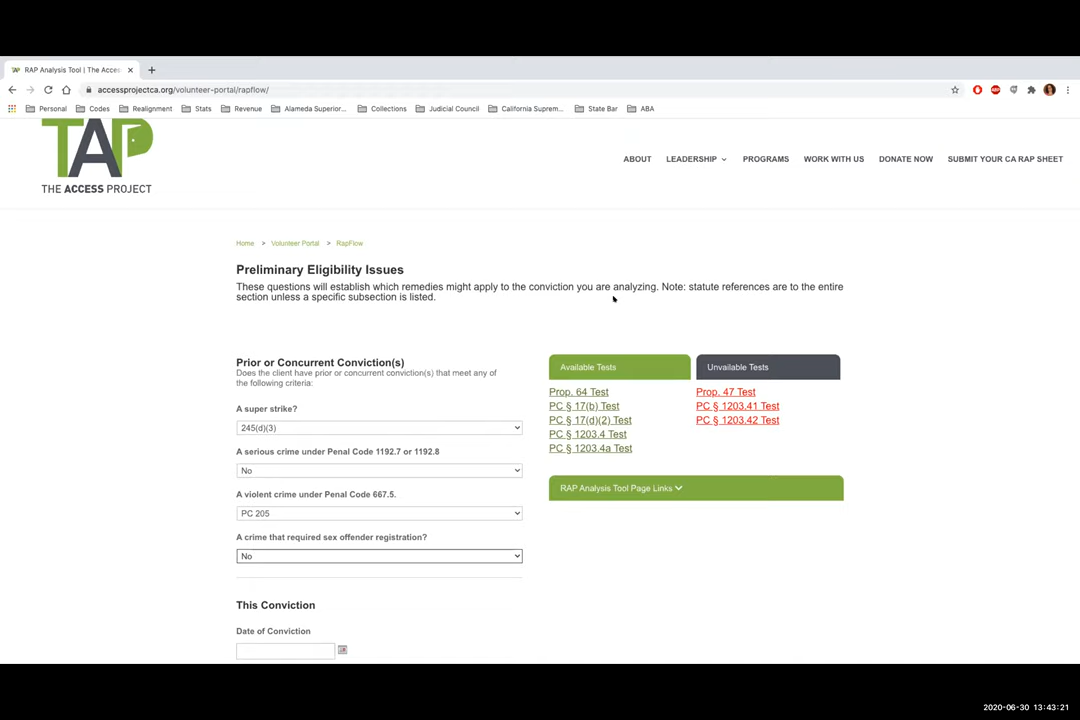 RAP Analysis Tool | The Acces
accessprojectca.org/volunteer-portal/rapflow/
Personal Codes Realignment Stats Revenue Alameda Superior... Collections Judicial Council California Suprem... State Bar ABA
TAP
THE ACCESS PROJECT
ABOUT LEADERSHIP PROGRAMS WORK WITH US DONATE NOW SUBMIT YOUR CA RAP SHEET
Home > Volunteer Portal > RapFlow
Preliminary Eligibility Issues
These questions will establish which remedies might apply to the conviction you are analyzing. Note: statute references are to the entire
section unless a specific subsection is listed.
Prior or Concurrent Conviction(s)
Does the client have prior or concurrent conviction(s) that meet any of
the following criteria:
A super strike?
245(d)(3)
A serious crime under Penal Code 1192.7 or 1192.8
No
A violent crime under Penal Code 667.5.
PC 205
A crime that required sex offender registration?
No
This Conviction
Date of Conviction
Available Tests
Prop. 64 Test
PC § 17(b) Test
PC § 17(d)(2) Test
PC § 1203.4 Test
PC § 1203.4a Test
Unvailable Tests
Prop. 47 Test
PC § 1203.41 Test
PC § 1203.42 Test
RAP Analysis Tool Page Links
2020-06-30 13:43:21